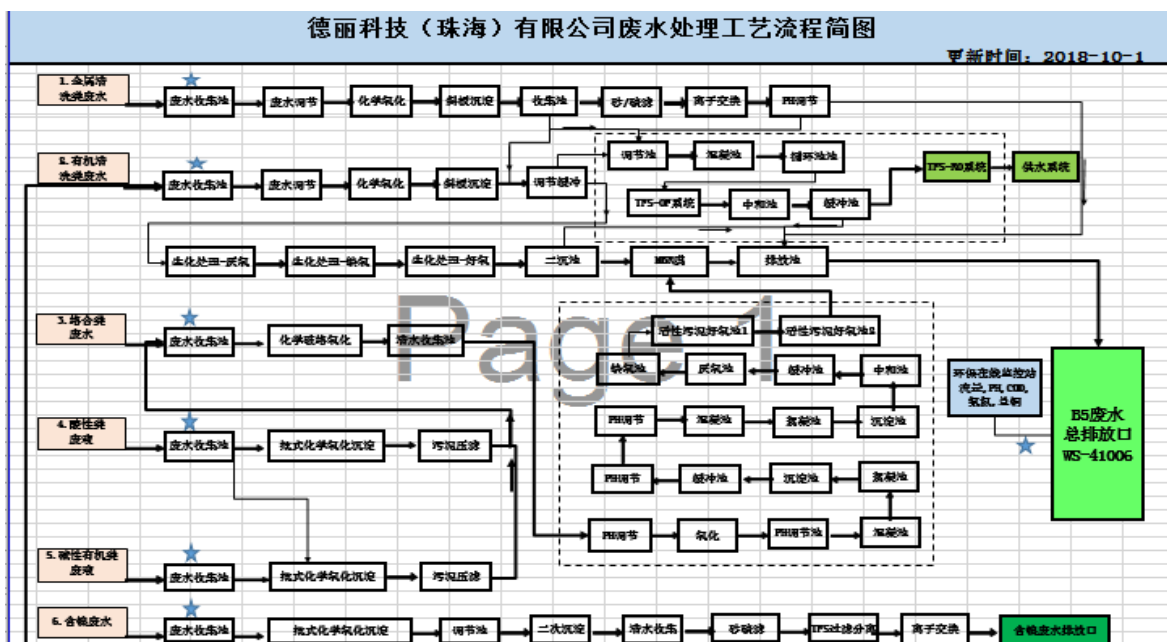 德丽科技（珠海）有限公司废水处理工艺流程简图
更新时间：2018-10-1
1.金属清
洗类废水
废水收集池
废水调节
化学氧化
斜板沉淀
收集池
砂/碳滤
离子交换
PH调节
2.有机清
洗类废水
废水收集池
废水调节
化学氧化
斜板沉淀
调节缓冲
调节池
混凝池
循环池
TFS-OF系统
中和池
缓冲池
TFS-RO系统
供水系统
生化处理-厌氧
生化处理-缺氧
生化处理-好氧
二沉池
排放池
3.络合类
废水
废水收集池
化学破络氧化
清水收集池
活性污泥好氧池1
活性污泥好氧池2
缺氧池
厌氧池
缓冲池
中和池
PH调节
混凝池
絮凝池
沉淀池
PH调节
缓冲池
沉淀池
絮凝池
PH调节
氧化
PH调节池
混凝池
环保在线监控站
流量,PH,COD,
氨氮,总铜
B5废水
总排放口
WS-41006
4.酸性类
废液
废水收集池
批式化学氧化沉淀
污泥压滤
5.碱性有机类
废液
废水收集池
批式化学氧化沉淀
污泥压滤
6.含镍废水
废水收集池
批式化学氧化沉淀
调节池
二次沉淀
清水收集
砂碳滤
TFS过滤分离
离子交换
含镍废水排放口
Page 1